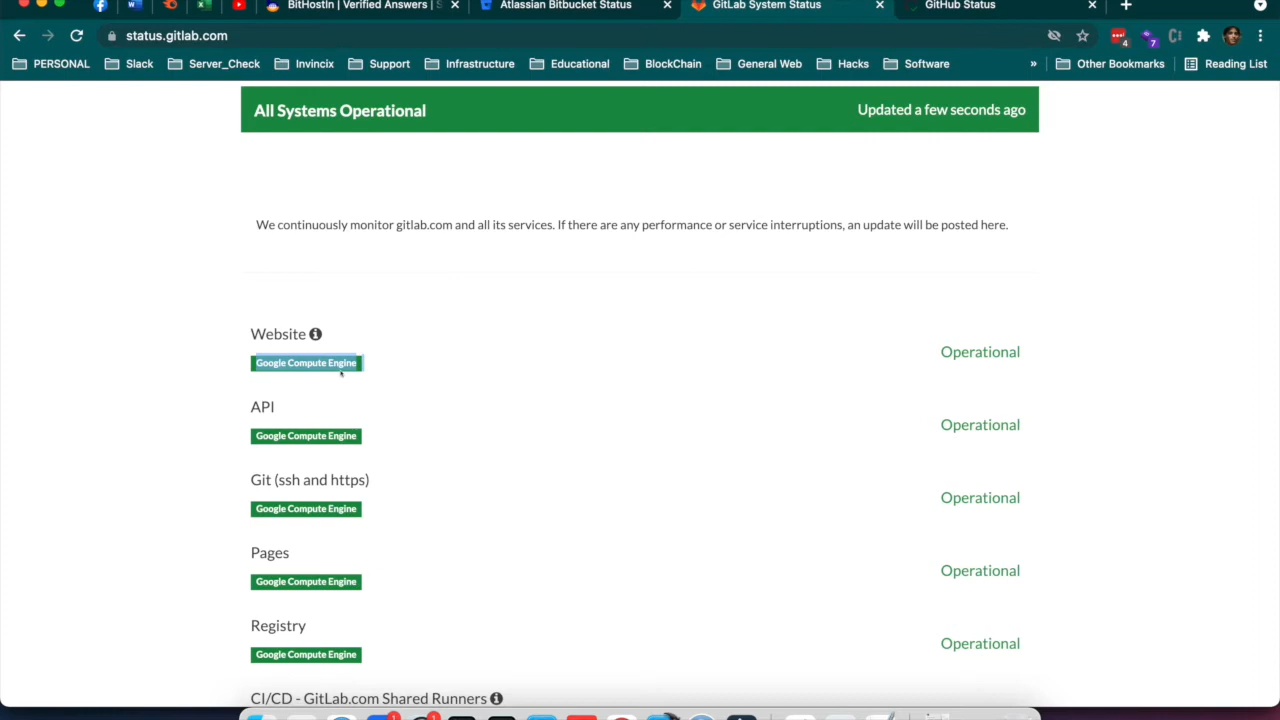 BitHostIn | Verified Answers | S
Atlassian Bitbucket Status
GitLab System Status
GitHub Status
status.gitlab.com
4
7
PERSONAL
Slack
Server_Check
Invincix
Support
Infrastructure
Educational
BlockChain
General Web
Hacks
Software
»
Other Bookmarks
Reading List
All Systems Operational
Updated a few seconds ago
We continuously monitor gitlab.com and all its services. If there are any performance or service interruptions, an update will be posted here.
Website
Google Compute Engine
Operational
API
Google Compute Engine
Operational
Git (ssh and https)
Google Compute Engine
Operational
Pages
Google Compute Engine
Operational
Registry
Google Compute Engine
Operational
CI/CD - GitLab.com Shared Runners
1
1